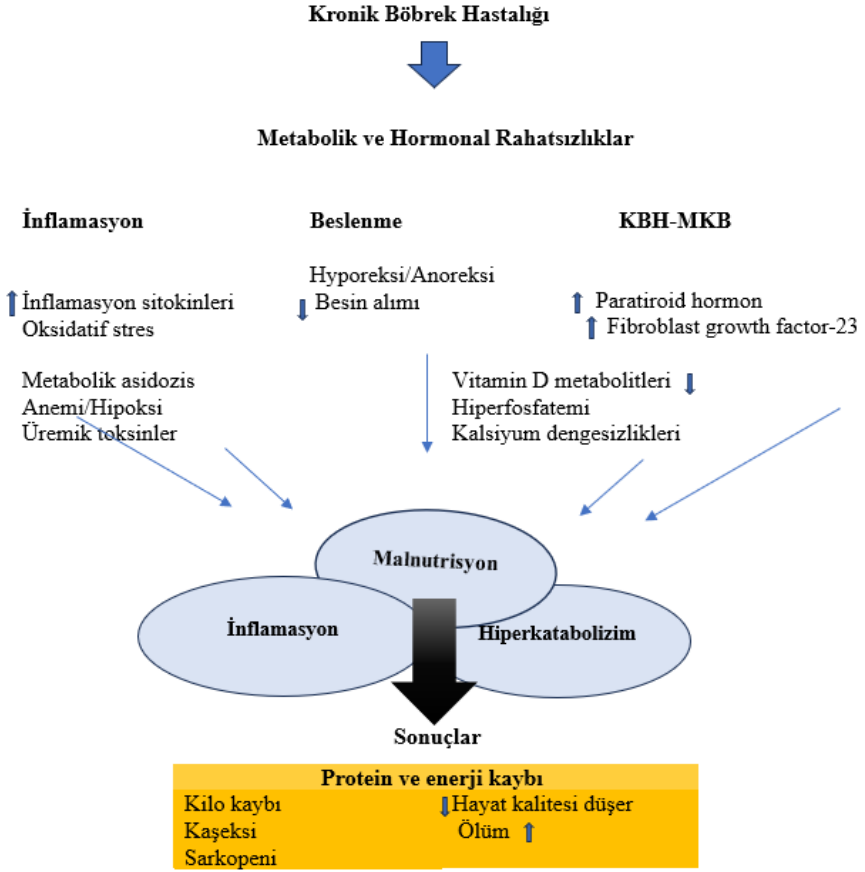 Kronik Böbrek Hastalığı
Metabolik ve Hormonal Rahatsızlıklar
İnflamasyon
İnflamasyon sitokinleri
Oksidatif stres
Metabolik asidozis
Anemi/Hipoksi
Üremik toksinler
Beslenme
Hyporeksi/Anoreksi
Besin alımı
KBH-MKB
Paratiroid hormon
Fibroblast growth factor-23
Vitamin D metabolitleri
Hiperfosfatemi
Kalsiyum dengesizlikleri
Malnutrisyon
İnflamasyon
Hiperkatabolizim
Sonuçlar
Protein ve enerji kaybı
Kilo kaybı
Kaşeksi
Sarkopeni
Hayat kalitesi düşer
Ölüm